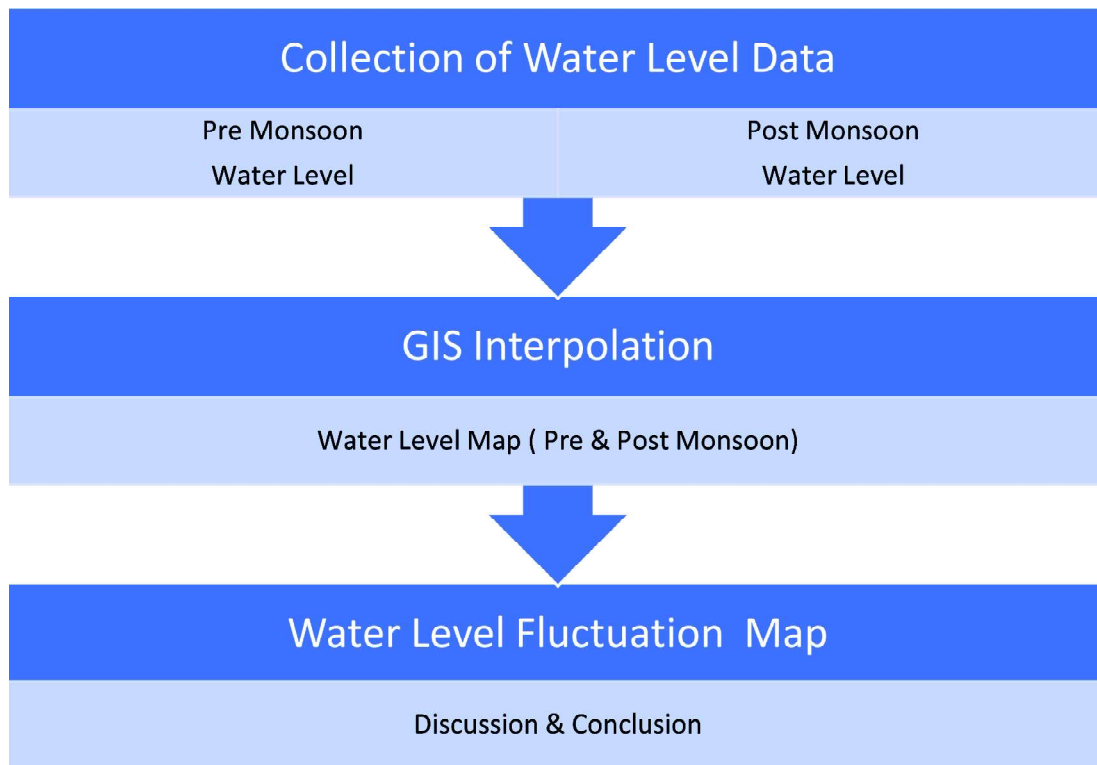 Collection of Water Level Data
Pre Monsoon
Water Level
Post Monsoon
Water Level
GIS Interpolation
Water Level Map ( Pre & Post Monsoon)
Water Level Fluctuation  Map
Discussion & Conclusion